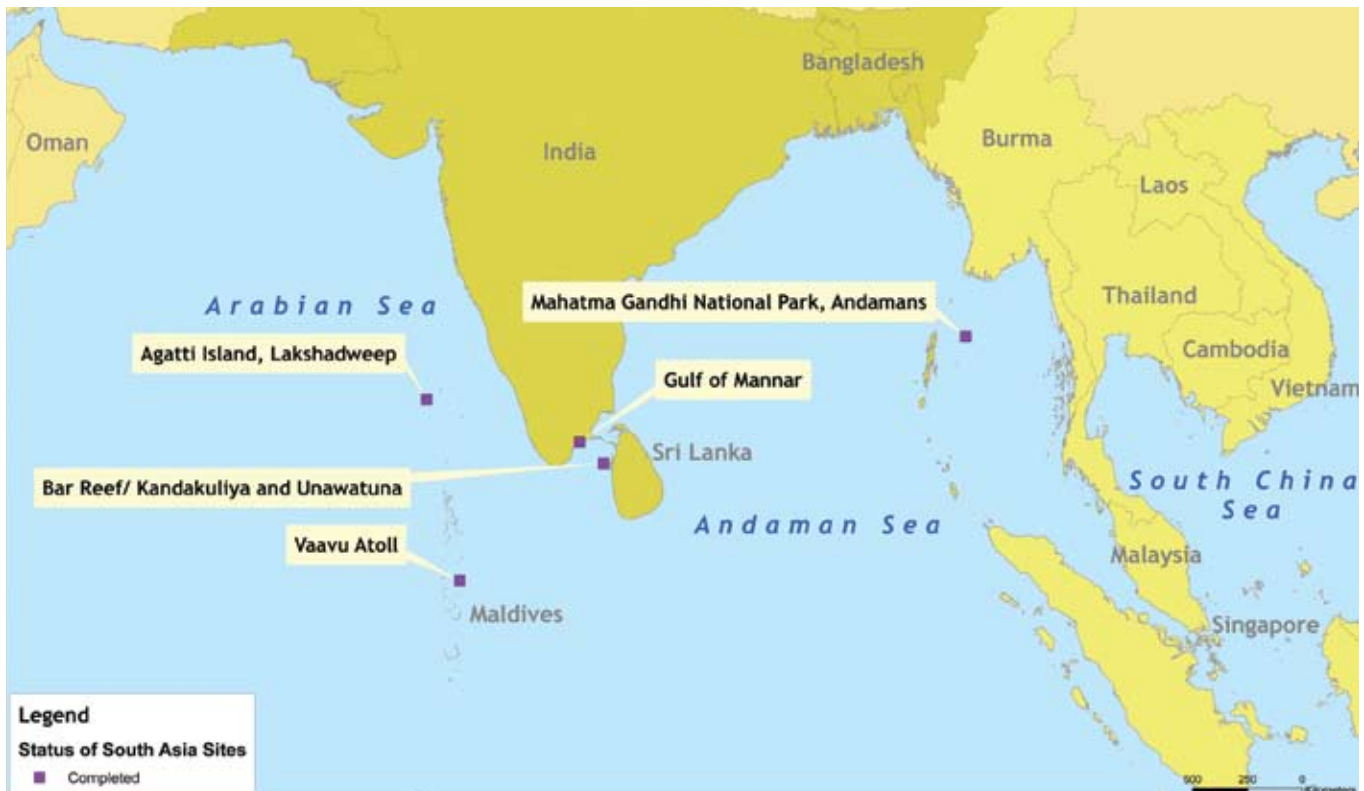 Bangladesh
Oman
India
Burma
Laos
Arabian Sea
Mahatma Gandhi National Park, Andamans
Thailand
Agatti Island, Lakshadweep
Cambodia
Gulf of Mannar
Vietnam
Sri Lanka
Bar Reef/ Kandakuliya and Unawatuna
South China
Sea
Andaman Sea
Vaavu Atoll
Malaysia
Maldives
Singapore
Legend
Status of South Asia Sites
Completed
500 250 0
Kilometers